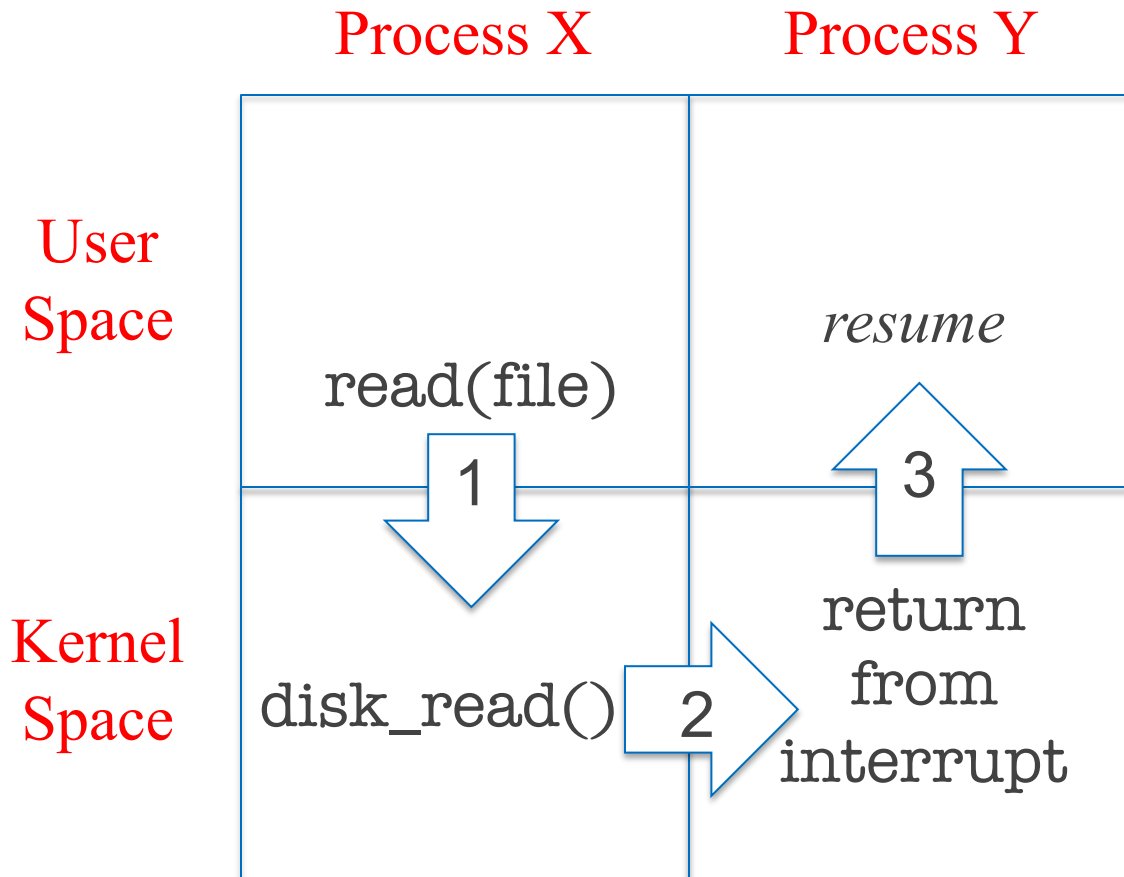 Process X
Process Y
User
Space
read(file)
resume
1
3
Kernel
Space
disk_read()
2
return
from
interrupt